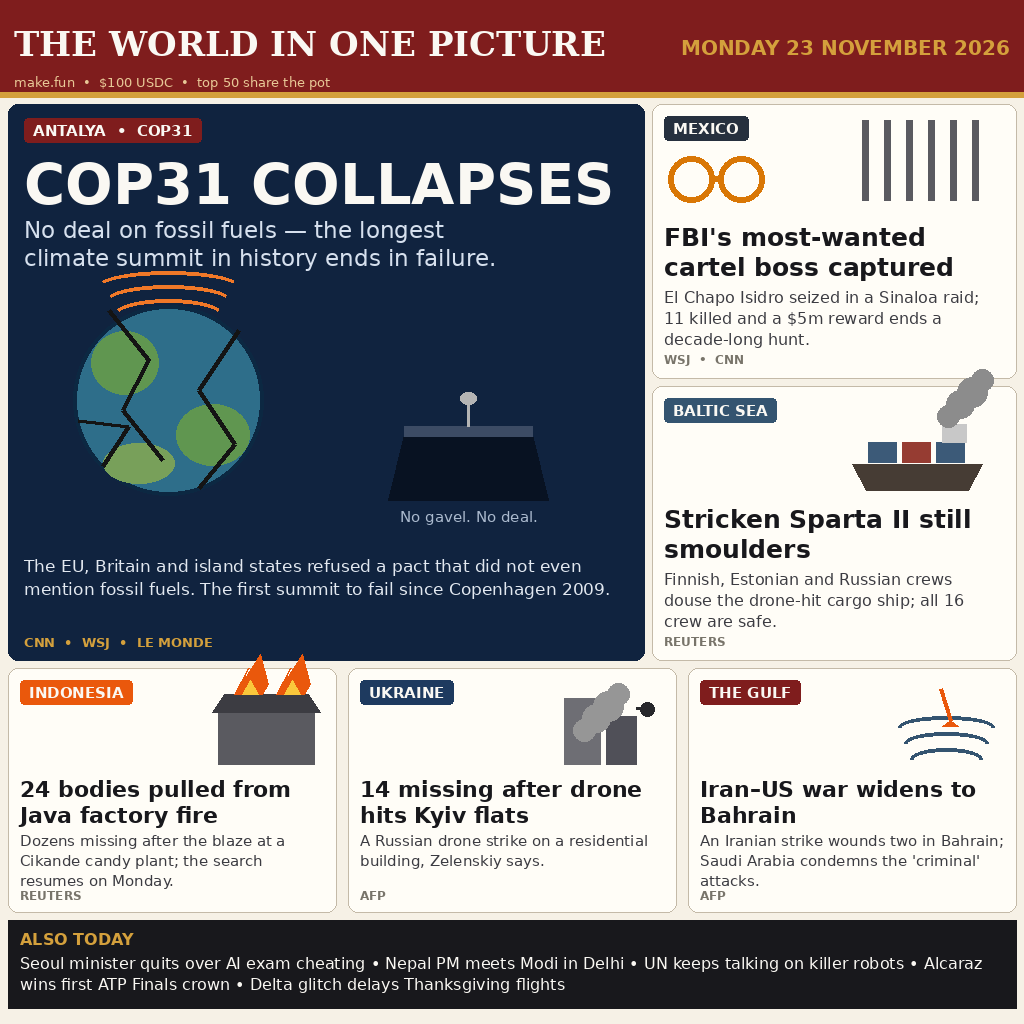 THE WORLD IN ONE PICTURE
MONDAY 23 NOVEMBER 2026
make.fun • $100 USDC • top 50 share the pot
ANTALYA • COP31
COP31 COLLAPSES
No deal on fossil fuels — the longest
climate summit in history ends in failure.
No gavel. No deal.
The EU, Britain and island states refused a pact that did not even
mention fossil fuels. The first summit to fail since Copenhagen 2009.
CNN • WSJ • LE MONDE
MEXICO
FBI's most-wanted
cartel boss captured
El Chapo Isidro seized in a Sinaloa raid;
11 killed and a $5m reward ends a
decade-long hunt.
WSJ • CNN
BALTIC SEA
Stricken Sparta II still
smoulders
Finnish, Estonian and Russian crews
douse the drone-hit cargo ship; all 16
crew are safe.
REUTERS
INDONESIA
24 bodies pulled from
Java factory fire
Dozens missing after the blaze at a
Cikande candy plant; the search
resumes on Monday.
REUTERS
UKRAINE
14 missing after drone
hits Kyiv flats
A Russian drone strike on a residential
building, Zelenskiy says.
AFP
THE GULF
Iran–US war widens to
Bahrain
An Iranian strike wounds two in Bahrain;
Saudi Arabia condemns the 'criminal'
attacks.
AFP
ALSO TODAY
Seoul minister quits over AI exam cheating • Nepal PM meets Modi in Delhi • UN keeps talking on killer robots • Alcaraz
wins first ATP Finals crown • Delta glitch delays Thanksgiving flights